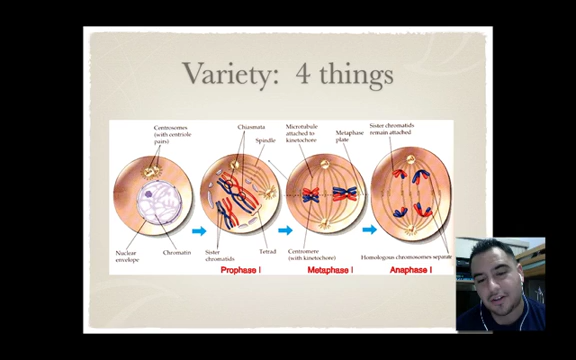 Variety: 4 things
Centrosomes
(with centriole
pairs)
Chiasmata
Spindle
Microtubule
attached to
kinetochore
Metaphase
plate
Sister chromatids
remain attached
Nuclear
envelope
Chromatin
Sister
chromatids
Tetrad
Centromere
(with kinetochore)
Homologous chromosomes separate
Prophase I
Metaphase I
Anaphase I